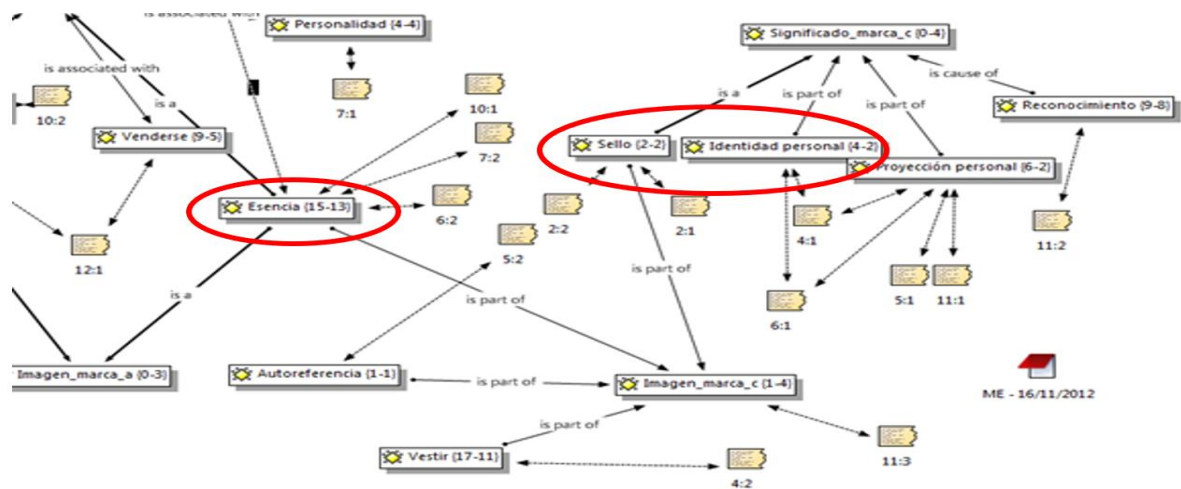 is associated with
Personalidad {4-4}
Significado_marca_c {0-4}
is associated with
is cause of
10:2
is a
7:1
10:1
is a
is part of
is part of
Reconocimiento {9-8}
Venderse {9-5}
7:2
Sello {2-2}
Identidad personal {4-2}
Proyección personal {6-2}
Esencia {15-13}
6:2
2:2
2:1
4:1
11:2
12:1
5:2
is part of
5:1
11:1
is a
is part of
6:1
Imagen_marca_a {0-3}
Autoreferencia {1-1}
is part of
Imagen_marca_c {1-4}
ME - 16/11/2012
is part of
Vestir {17-11}
11:3
4:2